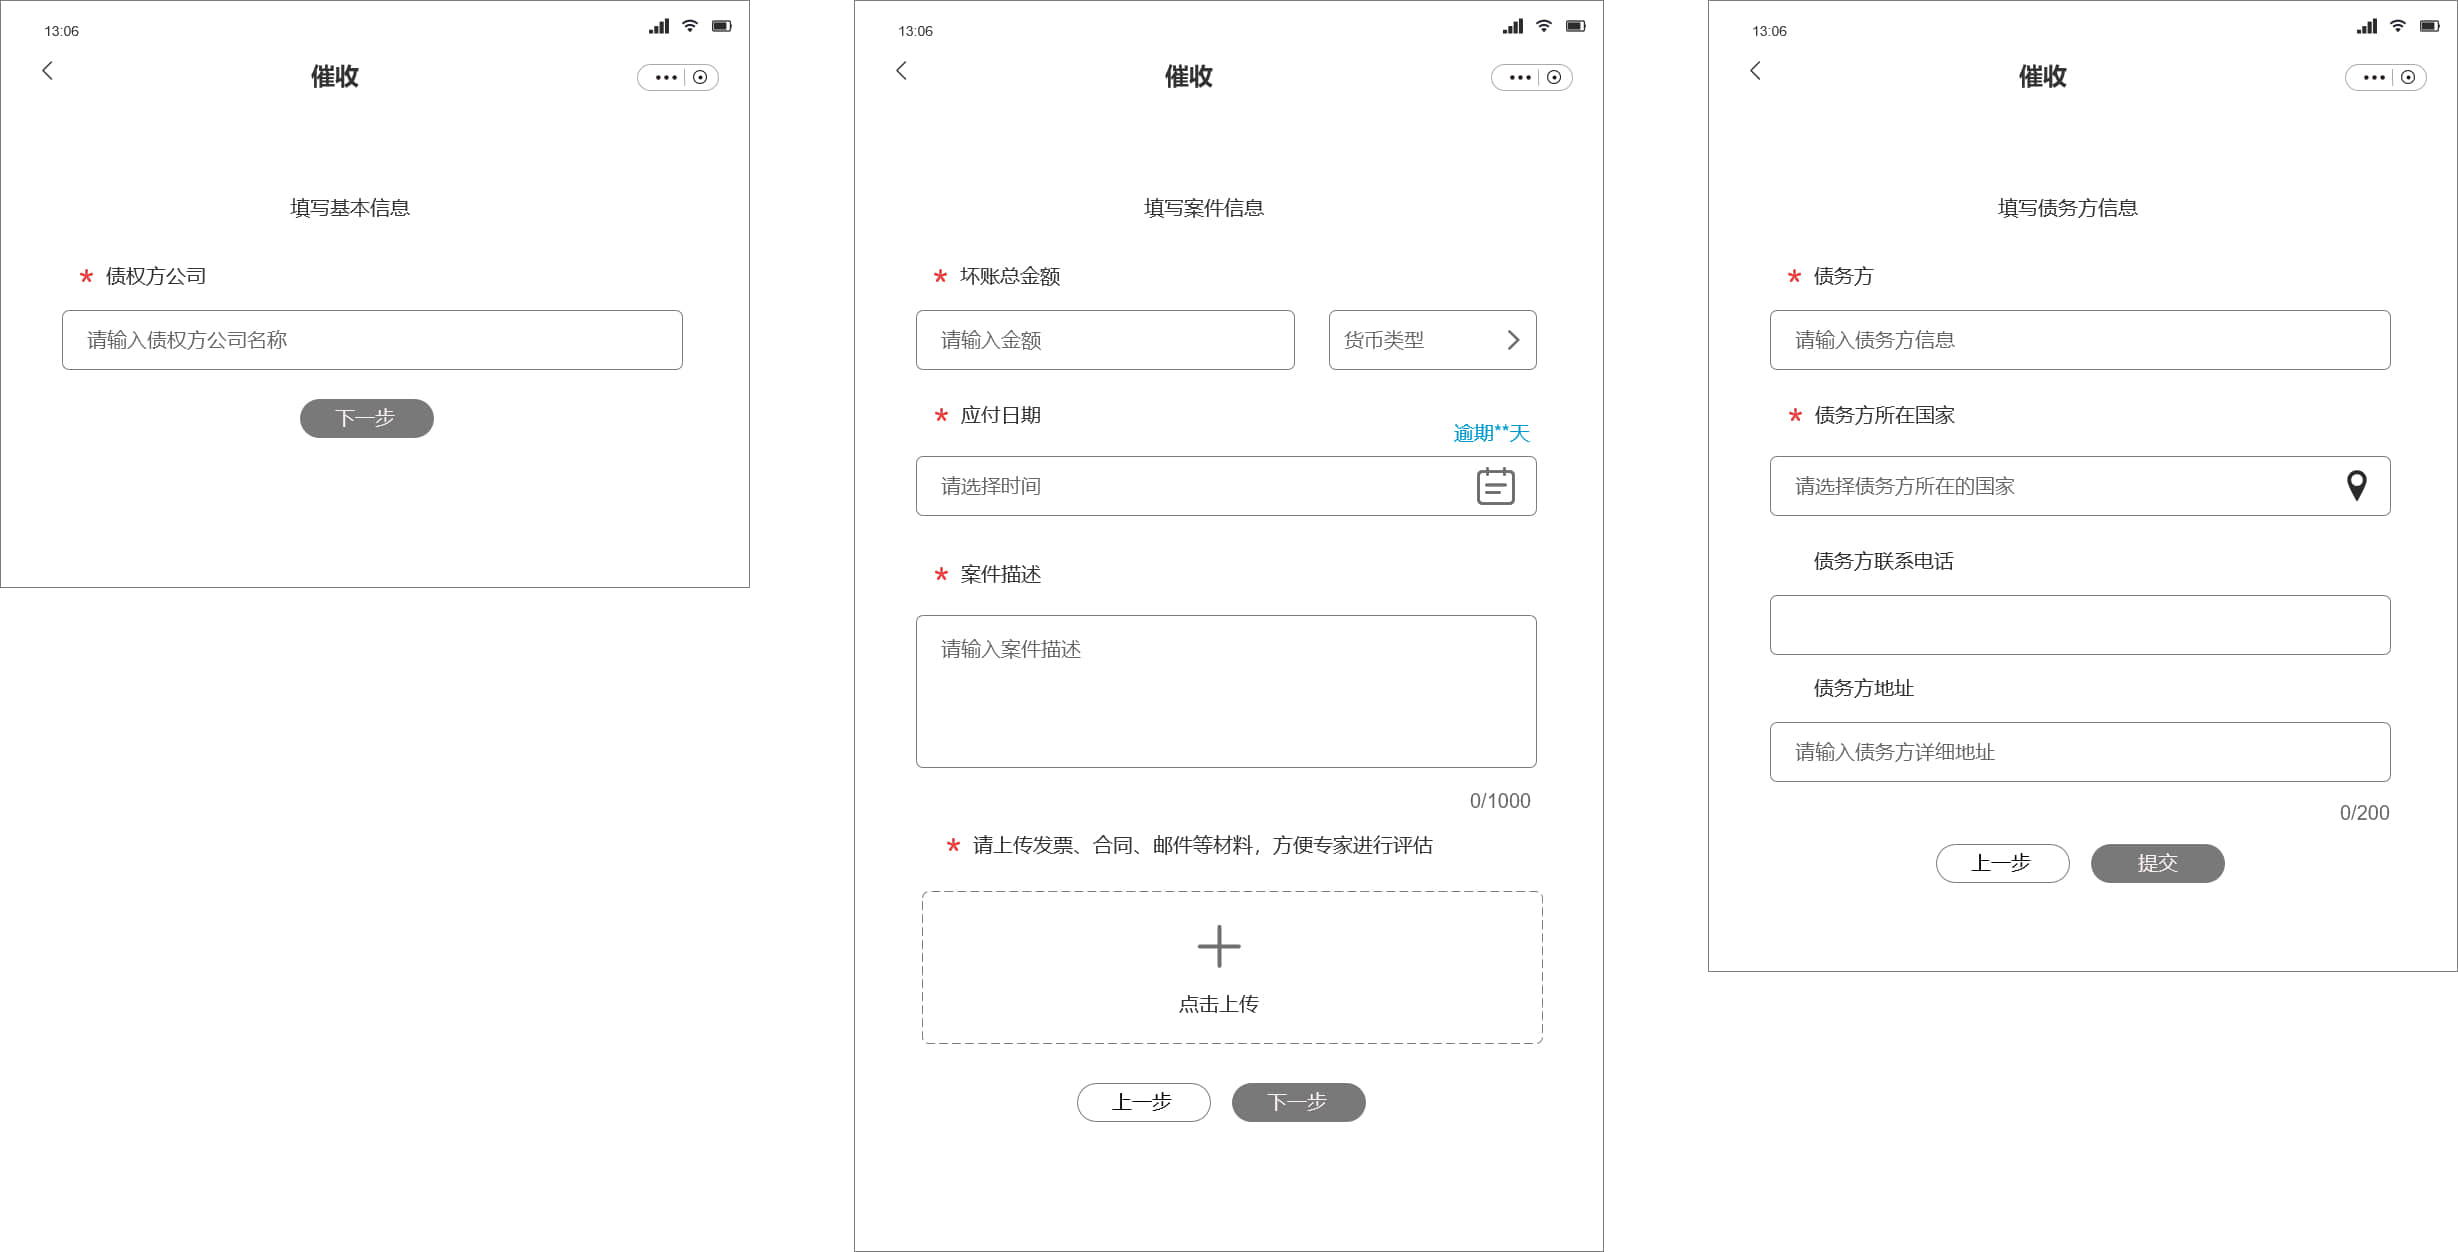 13:06
催收
填写基本信息
* 债权方公司
请输入债权方公司名称
下一步
13:06
催收
填写案件信息
* 坏账总金额
请输入金额
货币类型
* 应付日期
逾期**天
请选择时间
* 案件描述
请输入案件描述
0/1000
* 请上传发票、合同、邮件等材料，方便专家进行评估
点击上传
上一步
下一步
13:06
催收
填写债务方信息
* 债务方
请输入债务方信息
* 债务方所在国家
请选择债务方所在的国家
债务方联系电话
债务方地址
请输入债务方详细地址
0/200
上一步
提交